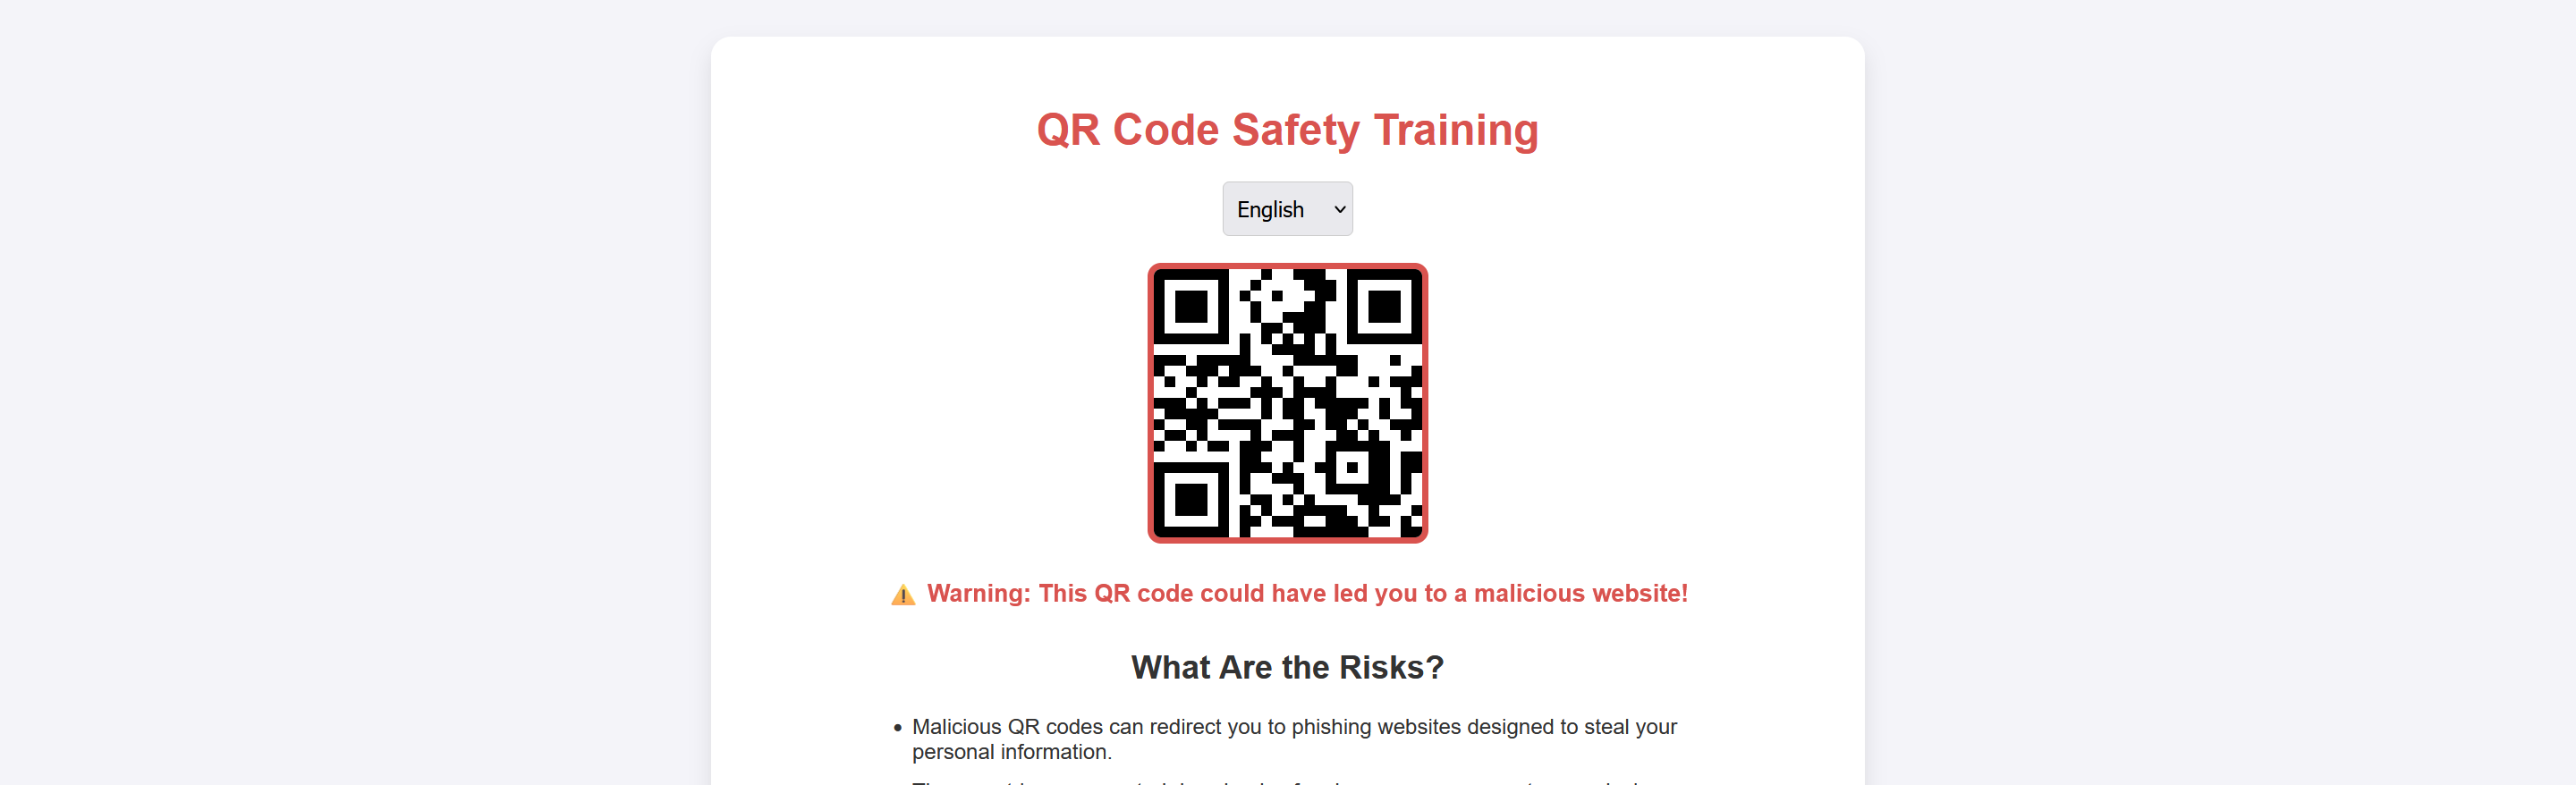 QR Code Safety Training
English
⚠ Warning: This QR code could have led you to a malicious website!
What Are the Risks?
• Malicious QR codes can redirect you to phishing websites designed to steal your
personal information.